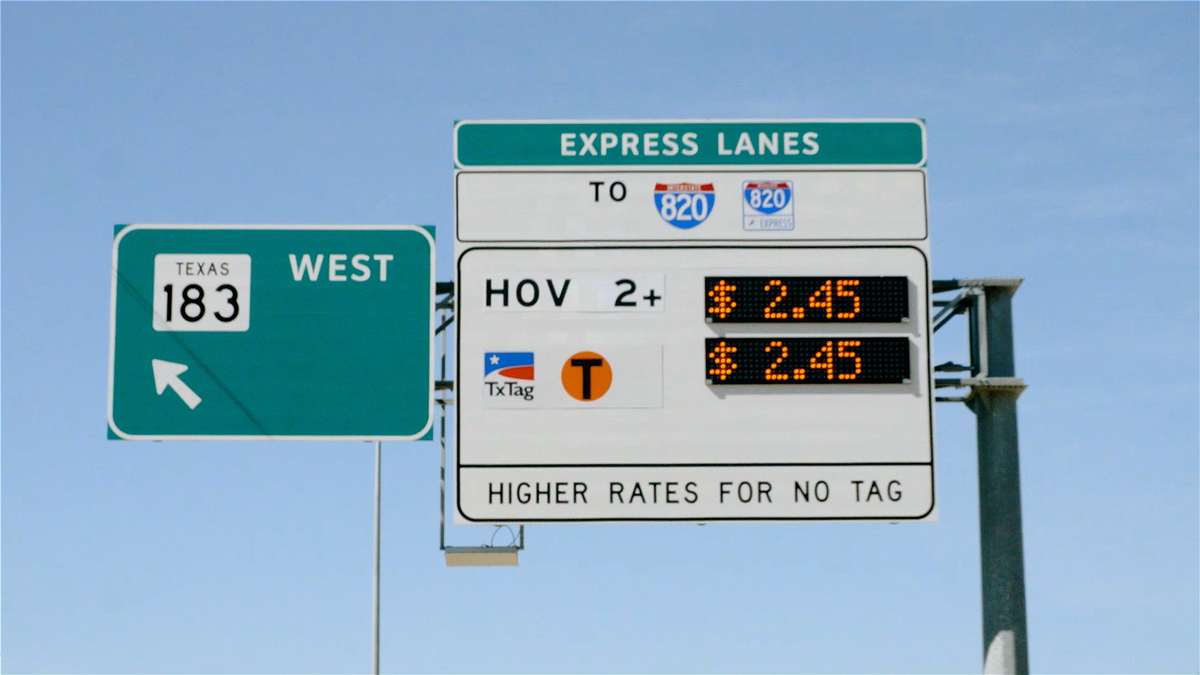 TEXAS
183
WEST
EXPRESS LANES
TO
INTERSTATE
820
820
EXPRESS
HOV 2+
$ 2.45
TxTag
T
$ 2.45
HIGHER RATES FOR NO TAG